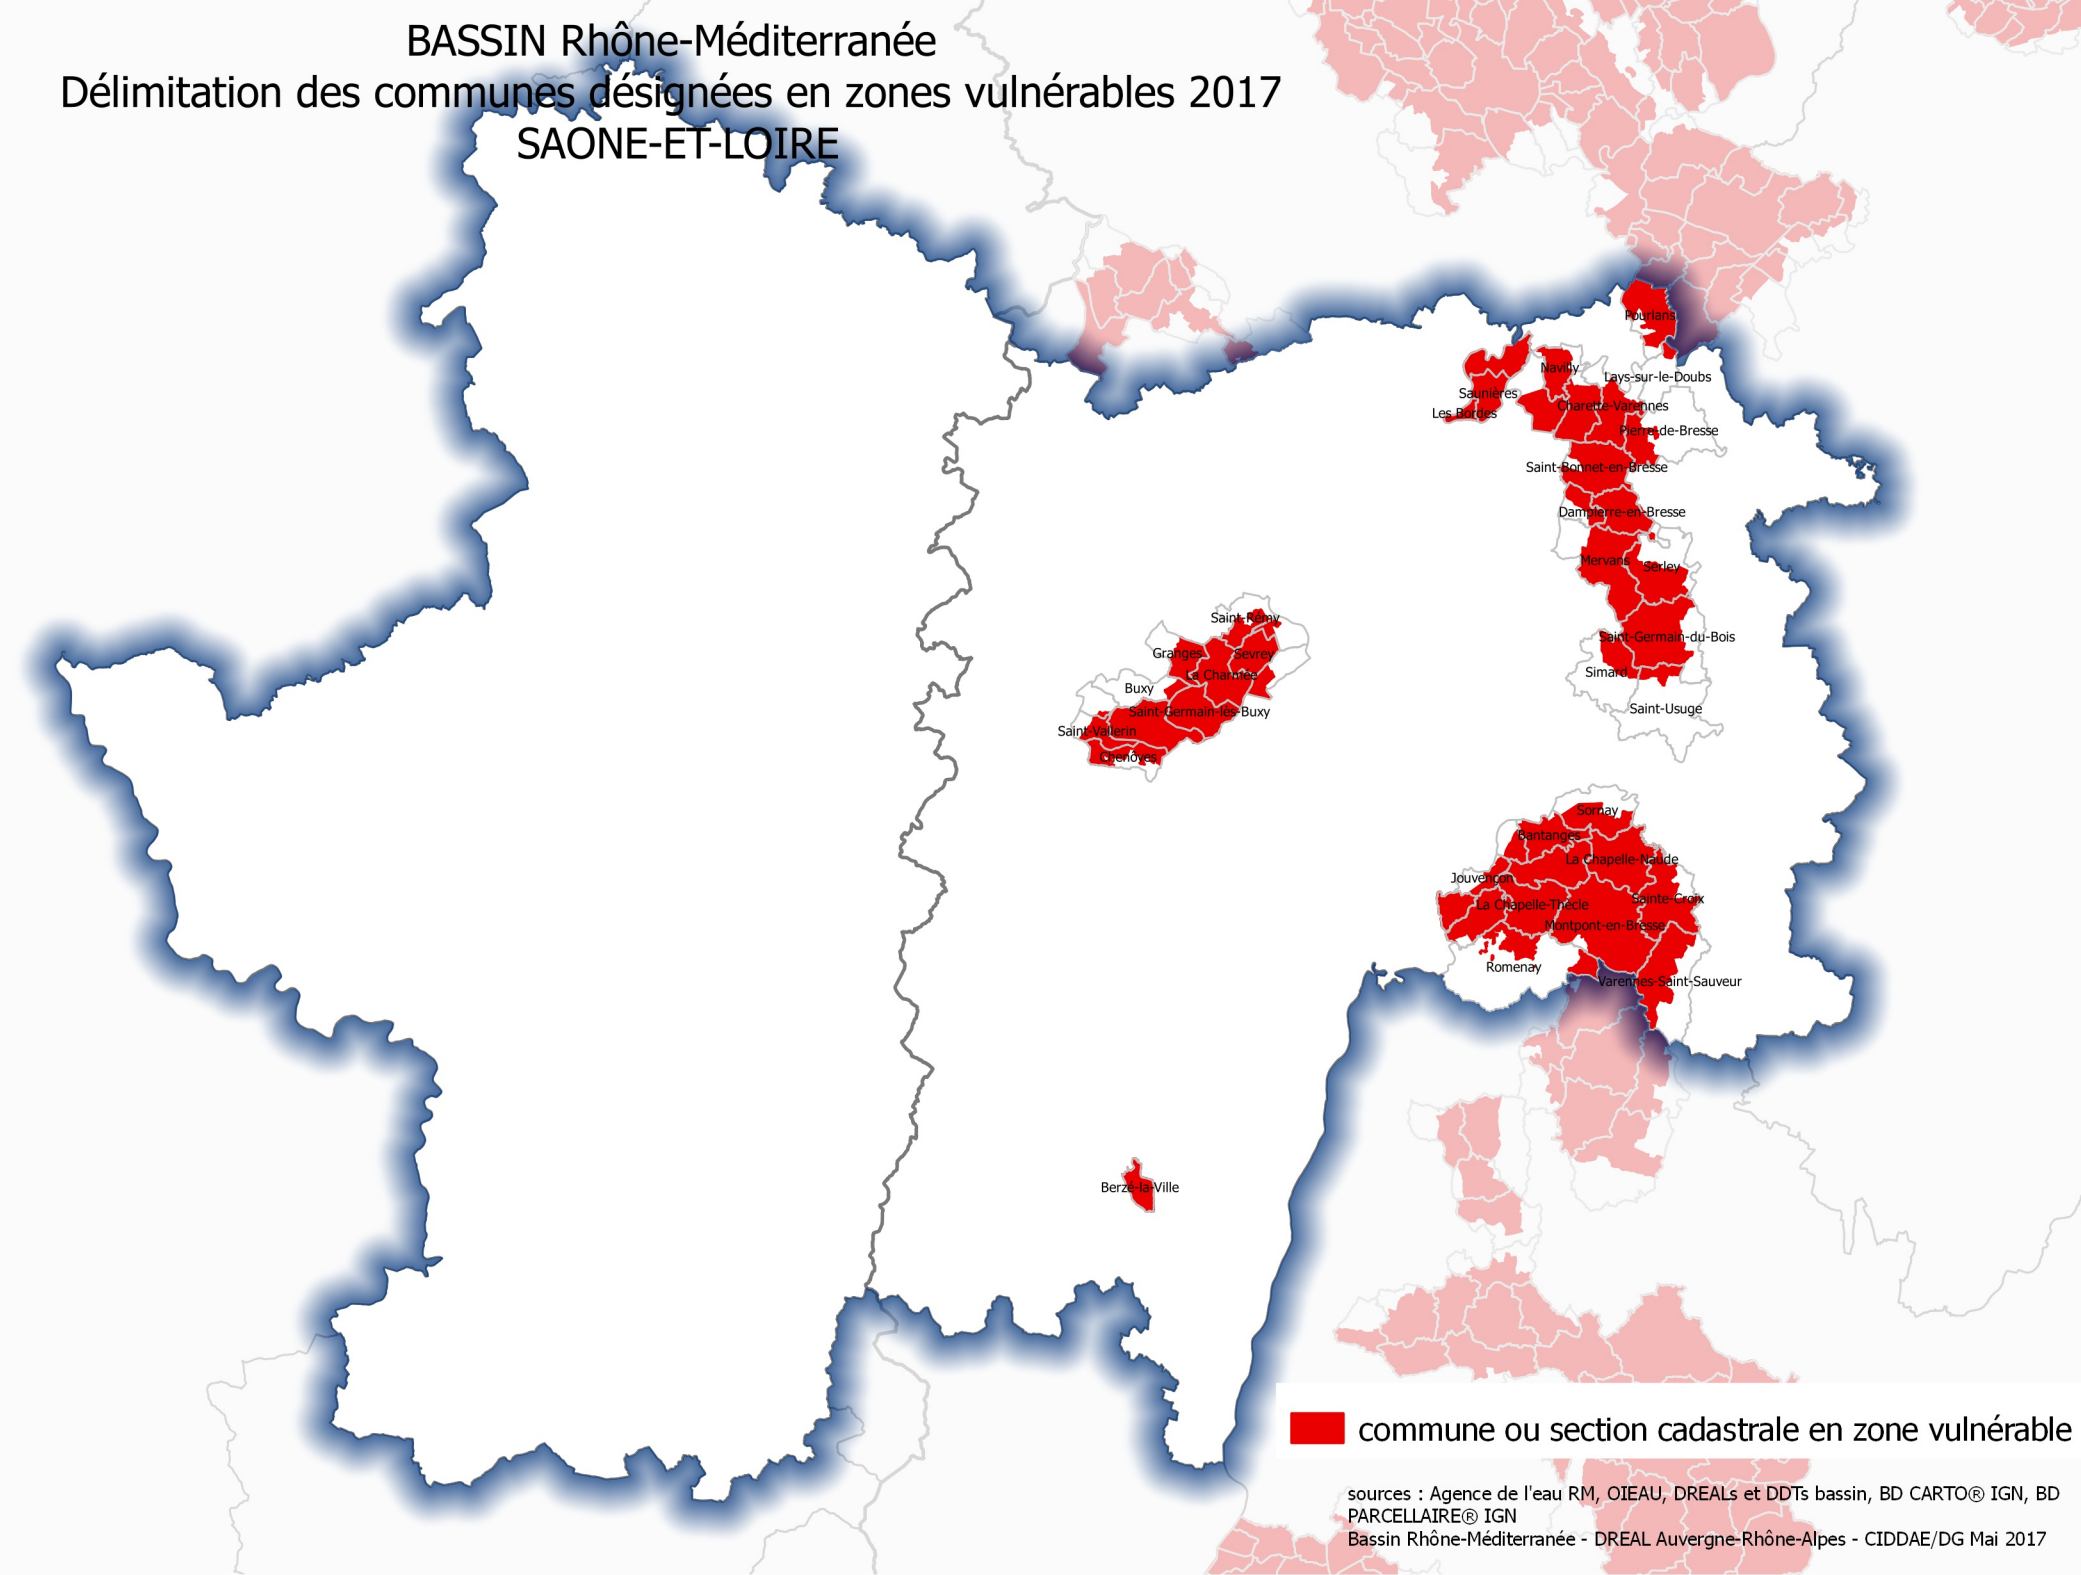 BASSIN Rhône-Méditerranée
Délimitation des communes désignées en zones vulnérables 2017
SAONE-ET-LOIRE
Pourlans
Navilly
Lays-sur-le-Doubs
Saunières
Charette-Varennes
Les Bordes
Pierre-de-Bresse
Saint-Bonnet-en-Bresse
Dampierre-en-Bresse
Mervans
Serley
Saint-Germain-du-Bois
Simard
Saint-Usuge
Saint-Rémy
Granges
Sevrey
La Charmée
Buxy
Saint-Germain-lès-Buxy
Saint-Vallerin
Chenôves
Sornay
Bantanges
La Chapelle-Naude
Jouvençon
Sainte-Croix
La Chapelle-Thècle
Montpont-en-Bresse
Romenay
Varennes-Saint-Sauveur
Berzé-la-Ville
commune ou section cadastrale en zone vulnérable
sources : Agence de l'eau RM, OIEAU, DREALs et DDTs bassin, BD CARTO® IGN, BD
PARCELLAIRE® IGN
Bassin Rhône-Méditerranée - DREAL Auvergne-Rhône-Alpes - CIDDAE/DG Mai 2017